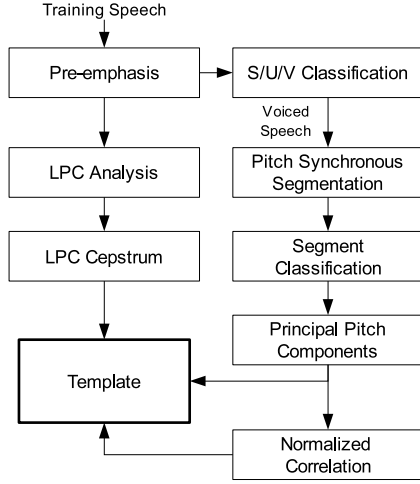 Training Speech
Pre-emphasis
S/U/V Classification
Voiced
Speech
LPC Analysis
Pitch Synchronous
Segmentation
LPC Cepstrum
Segment
Classification
Principal Pitch
Components
Template
Normalized
Correlation